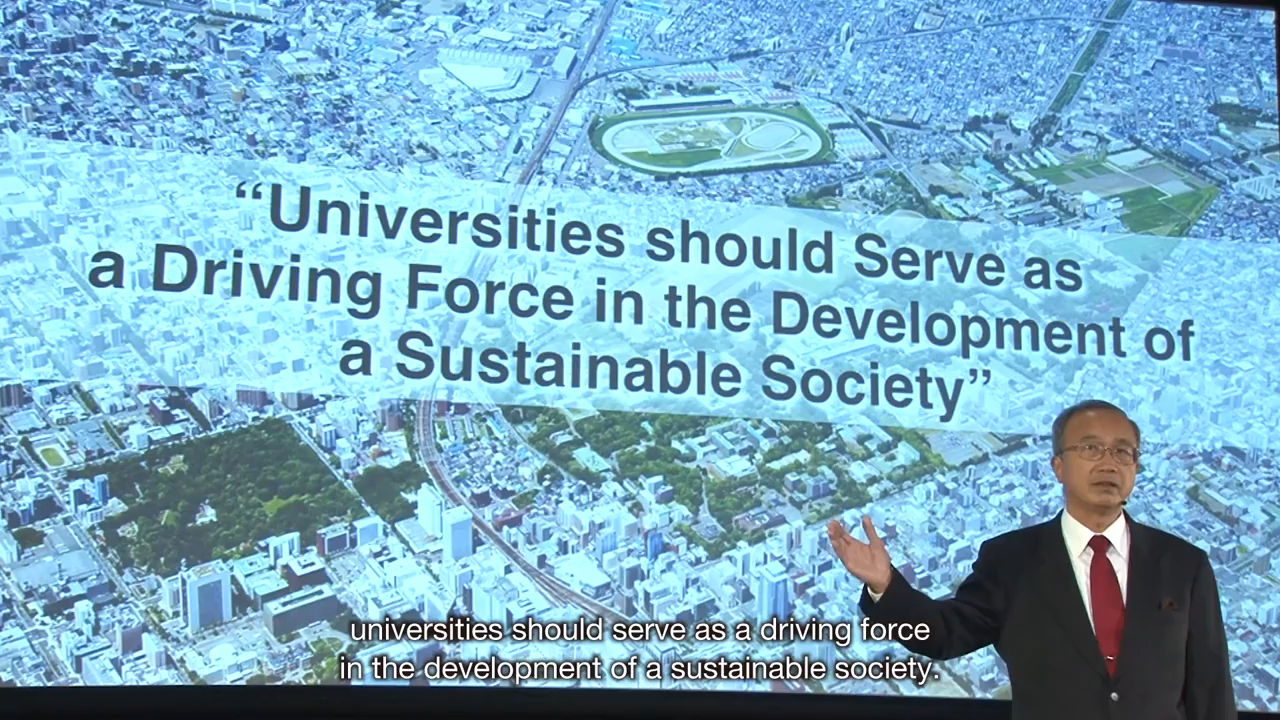 “Universities should Serve as
a Driving Force in the Development of
a Sustainable Society”
universities should serve as a driving force
in the development of a sustainable society.